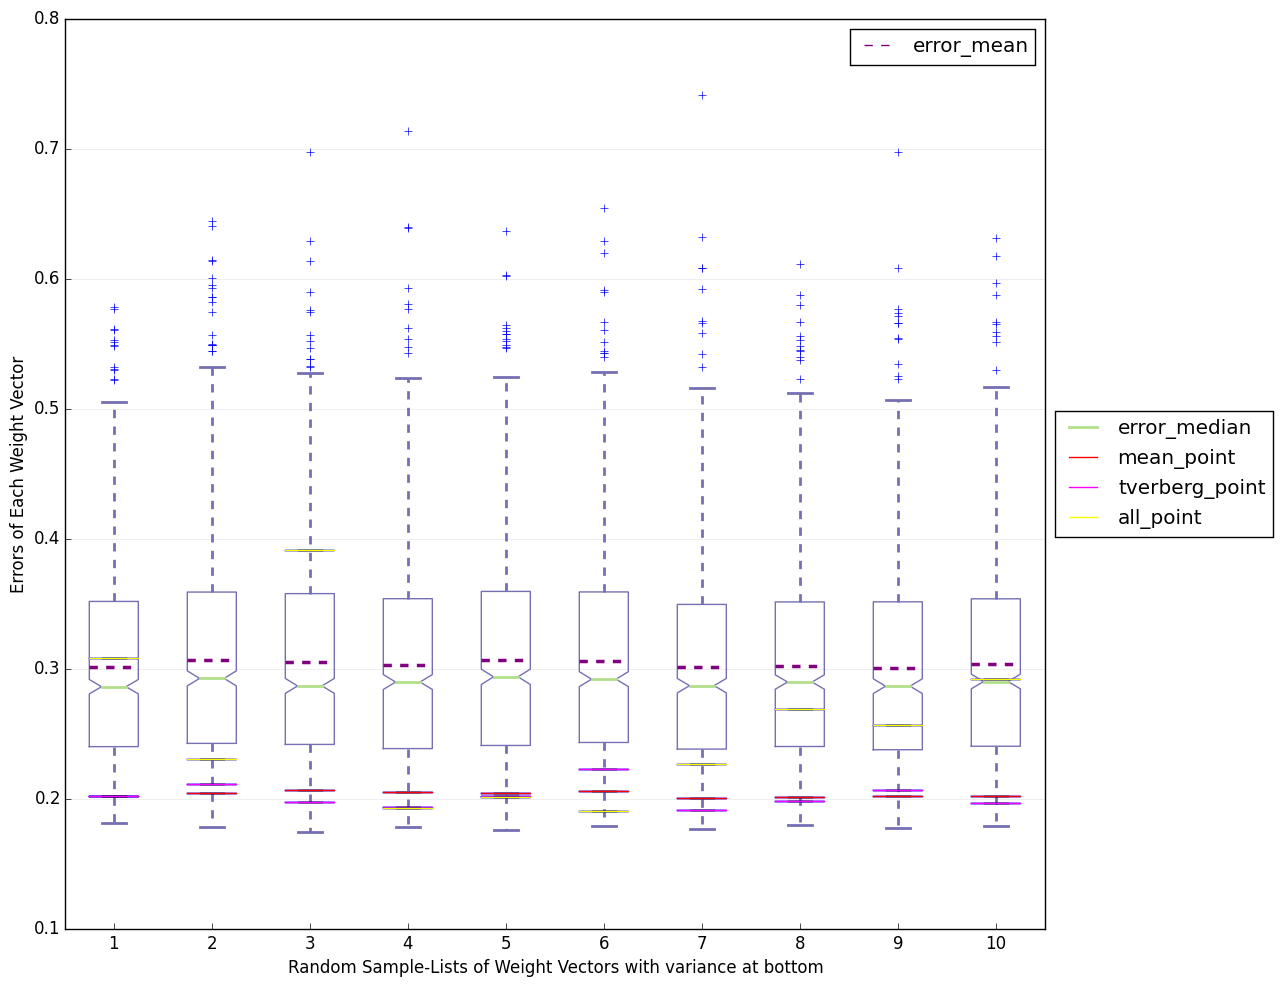 0.8
0.7
0.6
0.5
0.4
0.3
0.2
0.1
Errors of Each Weight Vector
error_mean
error_median
mean_point
tverberg_point
all_point
1 2 3 4 5 6 7 8 9 10
Random Sample-Lists of Weight Vectors with variance at bottom